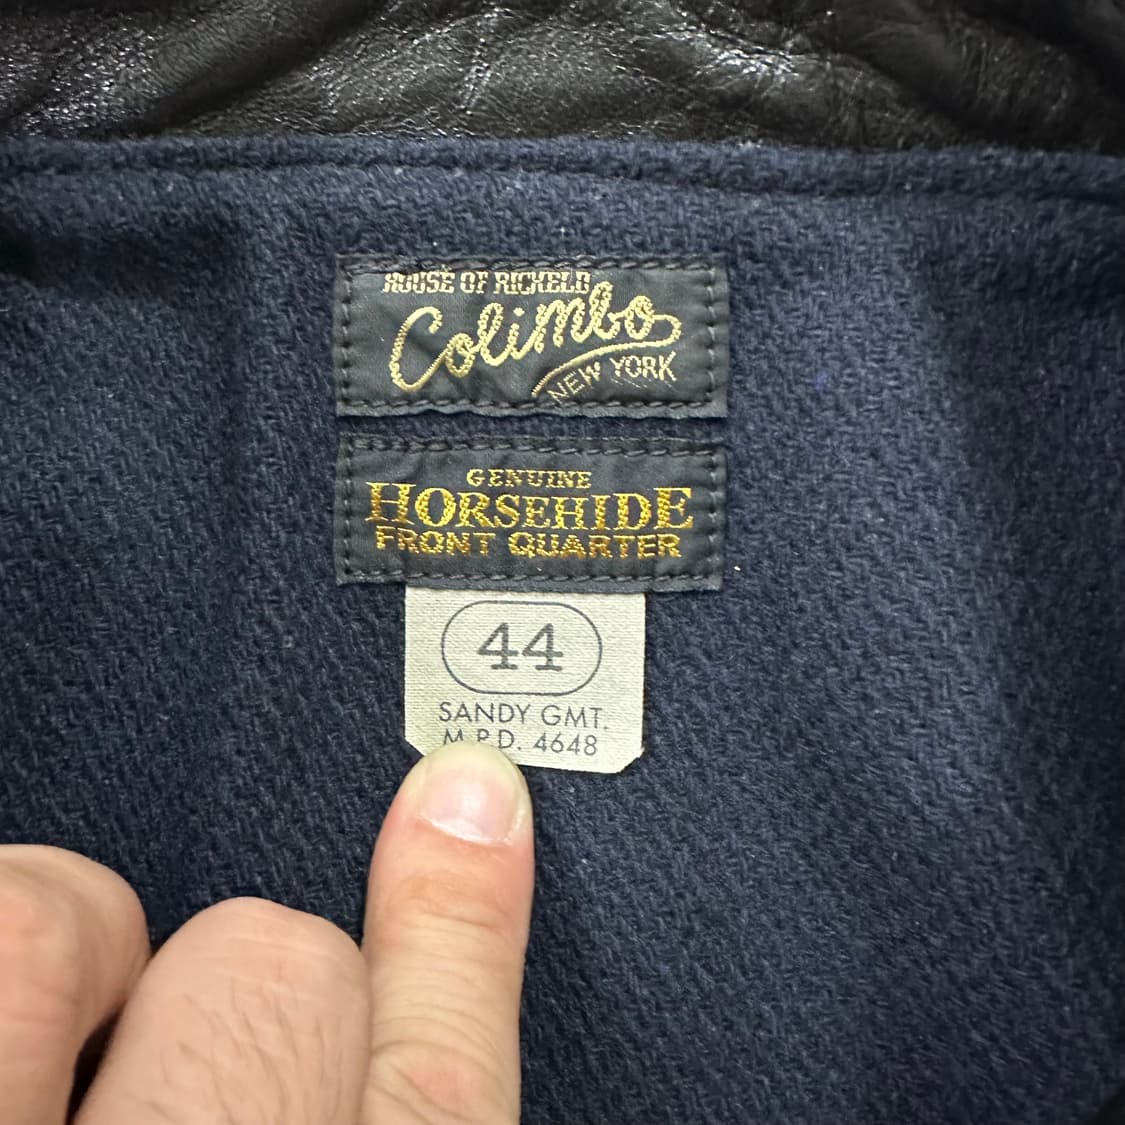 HOUSE OF RICKELD
Colimbo
NEW YORK
GENUINE
HORSEHIDE
FRONT QUARTER
44
SANDY GMT.
M.P.D. 4648